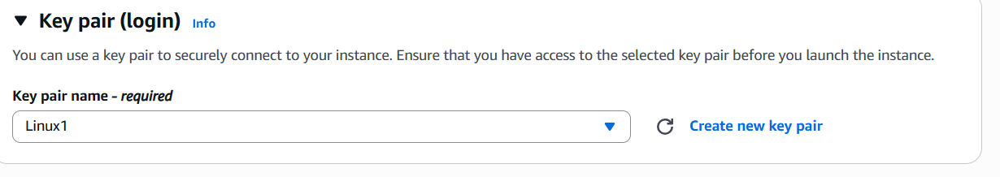 Key pair (login) Info
You can use a key pair to securely connect to your instance. Ensure that you have access to the selected key pair before you launch the instance.
Key pair name - required
Linux1
Create new key pair